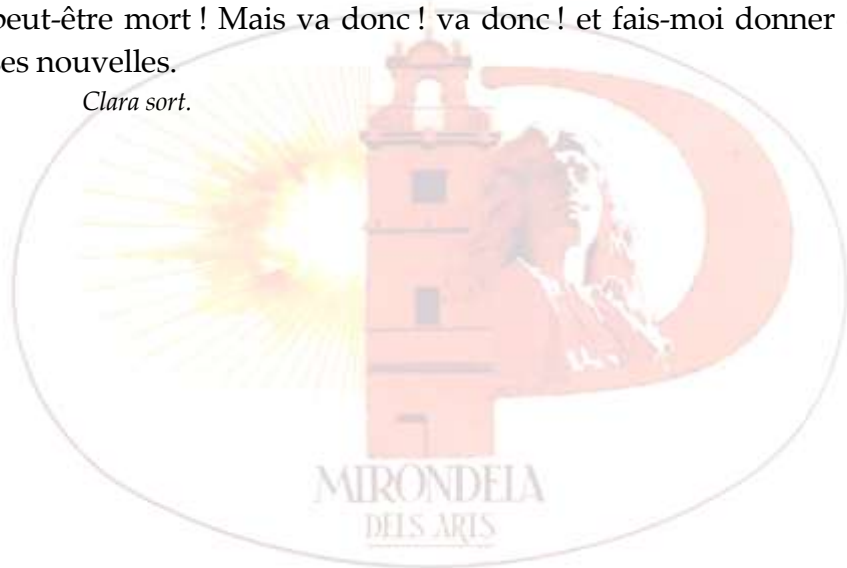 peut-être mort ! Mais va donc ! va donc ! et fais-moi donner
es nouvelles.
Clara sort.
MIRONDELA
DELS ARTS